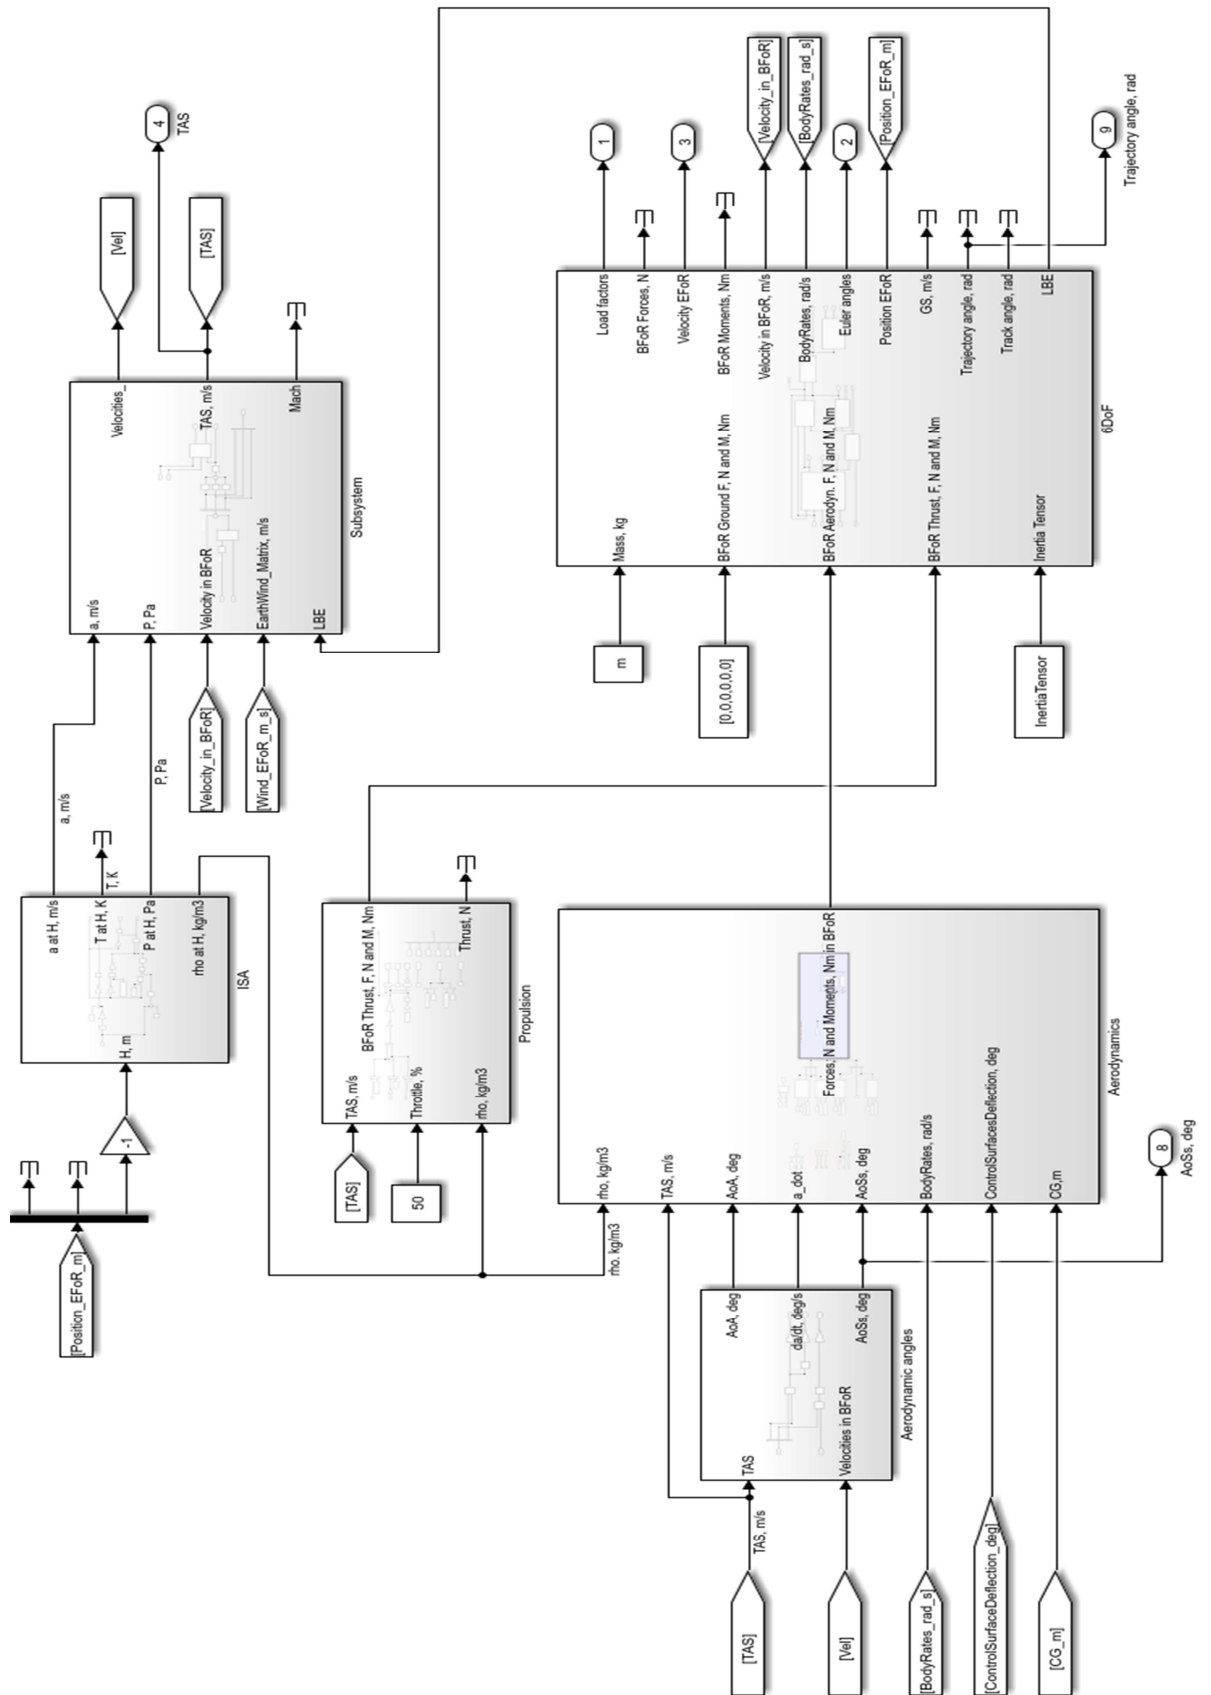 [Position_EFoR_m]
-1
H, m
a at H, m/s
T at H, K
P at H, Pa
rho at H, kg/m3
ISA
a, m/s
T, K
P, Pa
[Velocity_in_BFoR]
[Wind_EFoR_m_s]
a, m/s
P, Pa
Velocity in BFoR
EarthWind_Matrix, m/s
LBE
Velocities_
TAS, m/s
Mach
Subsystem
[Vel]
4
TAS
[TAS]
[TAS]
50
TAS, m/s
Throttle, %
rho, kg/m3
BFoR Thrust, F, N and M, Nm
Thrust, N
Propulsion
rho. kg/m3
[TAS]
TAS, m/s
[Vel]
[BodyRates_rad_s]
[ControlSurfaceDeflection_deg]
[CG_m]
TAS
Velocities in BFoR
AoA, deg
da/dt, deg/s
AoSs, deg
Aerodynamic angles
rho, kg/m3
TAS, m/s
AoA, deg
a_dot
AoSs, deg
BodyRates, rad/s
ControlSurfacesDeflection, deg
CG,m
Forces, N and Moments, Nm in BFoR
Aerodynamics
8
AoSs, deg
m
[0,0,0,0,0,0]
InertiaTensor
Mass, kg
BFoR Ground F, N and M, Nm
BFoR Aerodyn. F, N and M, Nm
BFoR Thrust, F, N and M, Nm
Inertia Tensor
Load factors
BFoR Forces, N
Velocity EFoR
BFoR Moments, Nm
Velocity in BFoR, m/s
BodyRates, rad/s
Euler angles
Position EFoR
GS, m/s
Trajectory angle, rad
Track angle, rad
LBE
6DoF
1
3
[Velocity_in_BFoR]
[BodyRates_rad_s]
2
[Position_EFoR_m]
9
Trajectory angle, rad